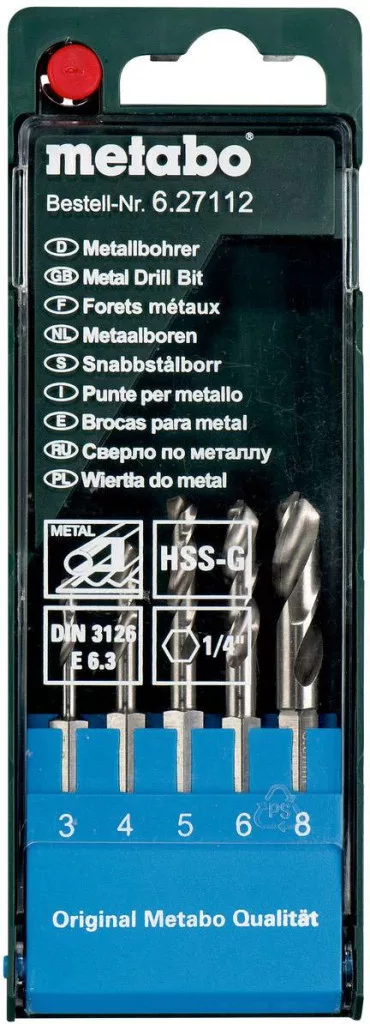 metabo®
Bestell-Nr. 6.27112
D Metallbohrer
GB Metal Drill Bit
F Forets métaux
NL Metaalboren
S Snabbstålborr
I Punte per metallo
E Brocas para metal
RU Сверло по металлу
PL Wiertła do metal
METAL
HSS-G
DIN 3126
E 6.3
1/4"
3 4 5 6 8
PS
Original Metabo Qualität